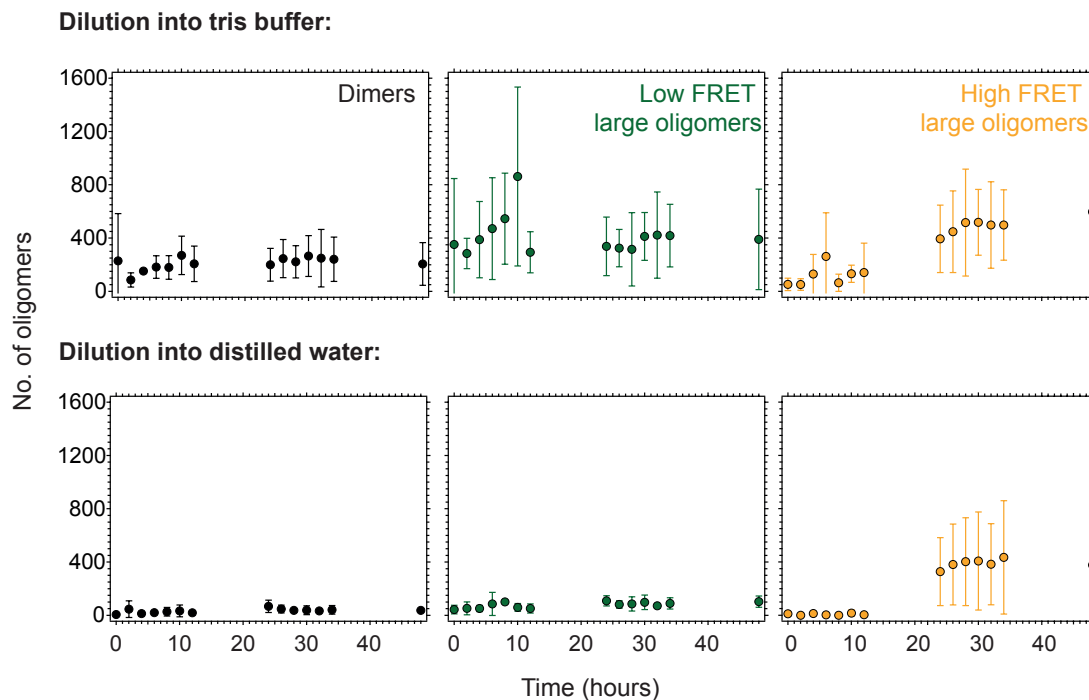 Dilution into tris buffer:
1600
1200
800
400
0
Dimers
Low FRET
large oligomers
High FRET
large oligomers
No. of oligomers
Dilution into distilled water:
1600
1200
800
400
0
0 10 20 30 40
0 10 20 30 40
0 10 20 30 40
Time (hours)